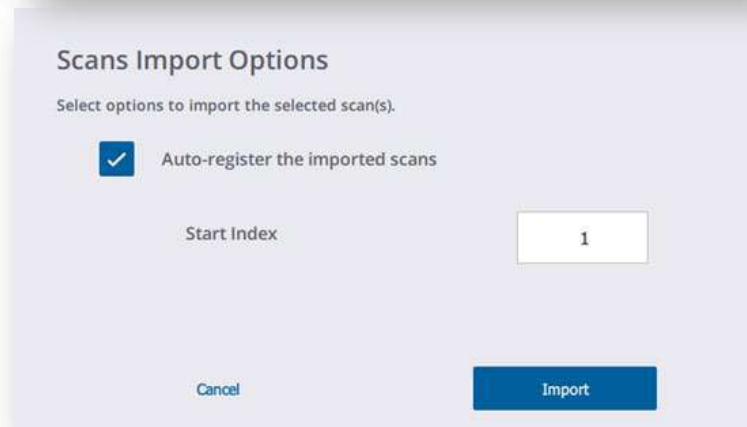 Scans Import Options
Select options to import the selected scan(s).
Auto-register the imported scans
Start Index
1
Cancel
Import